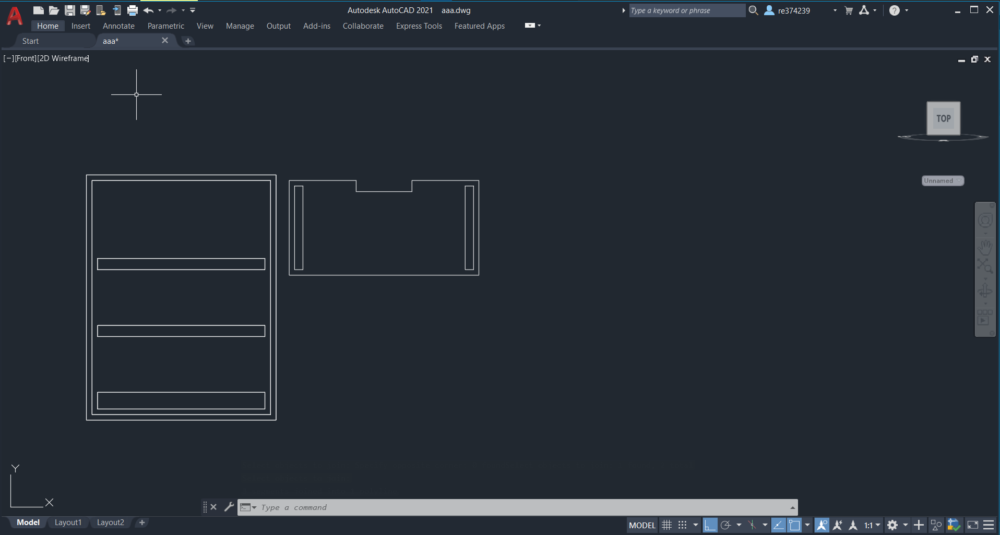 Autodesk AutoCAD 2021 aaa.dwg
Type a keyword or phrase
re374239
Home Insert Annotate Parametric View Manage Output Add-ins Collaborate Express Tools Featured Apps
Start aaa*
[−][Front][2D Wireframe]
TOP
Unnamed
Y
X
Type a command
Model Layout1 Layout2
MODEL 1:1